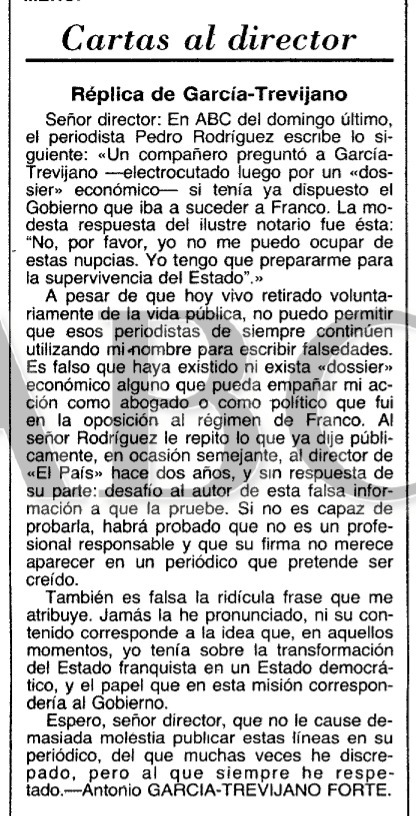 Cartas al director
Réplica de García-Trevijano
Señor director: En ABC del domingo último,
el periodista Pedro Rodríguez escribe lo si-
guiente: «Un compañero preguntó a García-
Trevijano —electrocutado luego por un «dos-
sier» económico— si tenía ya dispuesto el
Gobierno que iba a suceder a Franco. La mo-
desta respuesta del ilustre notario fue ésta:
"No, por favor, yo no me puedo ocupar de
estas nupcias. Yo tengo que prepararme para
la supervivencia del Estado".»
A pesar de que hoy vivo retirado volunta-
riamente de la vida pública, no puedo permitir
que esos periodistas de siempre continúen
utilizando mi nombre para escribir falsedades.
Es falso que haya existido ni exista «dossier»
económico alguno que pueda empañar mi ac-
ción como abogado o como político que fui
en la oposición al régimen de Franco. Al
señor Rodríguez le repito lo que ya dije públi-
camente, en ocasión semejante, al director de
«El País» hace dos años, y sin respuesta de
su parte: desafío al autor de esta falsa infor-
mación a que la pruebe. Si no es capaz de
probarla, habrá probado que no es un profe-
sional responsable y que su firma no merece
aparecer en un periódico que pretende ser
creído.
También es falsa la ridícula frase que me
atribuye. Jamás la he pronunciado, ni su con-
tenido corresponde a la idea que, en aquellos
momentos, yo tenía sobre la transformación
del Estado franquista en un Estado democrá-
tico, y el papel que en esta misión correspon-
dería al Gobierno.
Espero, señor director, que no le cause de-
masiada molestia publicar estas líneas en su
periódico, del que muchas veces he discre-
pado, pero al que siempre he respe-
tado.—Antonio GARCIA-TREVIJANO FORTE.
ABC